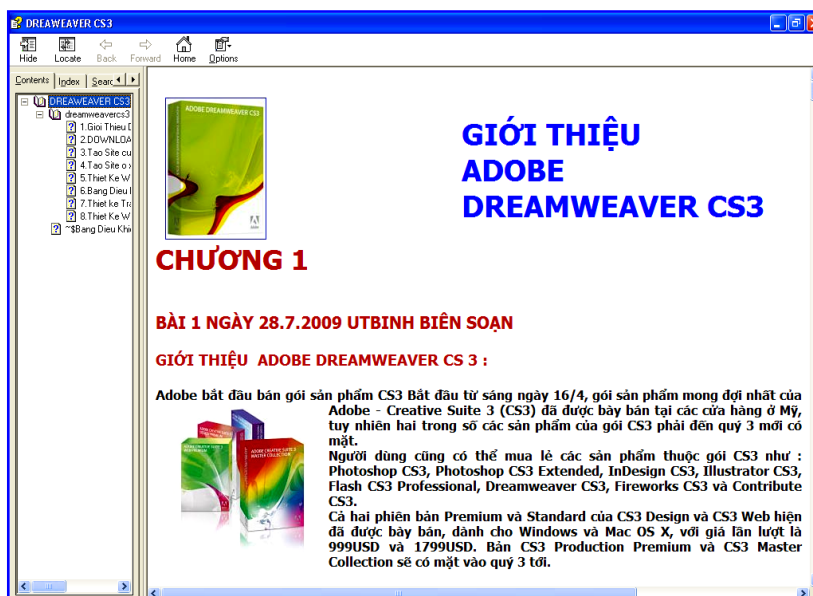 DREAWEAVER CS3
Hide Locate Back Forward Home Options
Contents Index Searc
DREAWEAVER CS3
dreamweavercs3
1.Gioi Thieu D
2.DOWNLOA
3.Tao Site cu
4.Tao Site o x
5.Thiet Ke W
6.Bang Dieu
7.Thiet ke Tra
8.Thiet Ke W
~$Bang Dieu Khi
ADOBE DREAMWEAVER CS3
GIỚI THIỆU
ADOBE
DREAMWEAVER CS3
CHƯƠNG 1
BÀI 1 NGÀY 28.7.2009 UTBINH BIÊN SOẠN
GIỚI THIỆU ADOBE DREAMWEAVER CS 3 :
Adobe bắt đầu bán gói sản phẩm CS3 Bắt đầu từ sáng ngày 16/4, gói sản phẩm mong đợi nhất của
Adobe - Creative Suite 3 (CS3) đã được bày bán tại các cửa hàng ở Mỹ,
tuy nhiên hai trong số các sản phẩm của gói CS3 phải đến quý 3 mới có
mặt.
Người dùng cũng có thể mua lẻ các sản phẩm thuộc gói CS3 như :
Photoshop CS3, Photoshop CS3 Extended, InDesign CS3, Illustrator CS3,
Flash CS3 Professional, Dreamweaver CS3, Fireworks CS3 và Contribute
CS3.
Cả hai phiên bản Premium và Standard của CS3 Design và CS3 Web hiện
đã được bày bán, dành cho Windows và Mac OS X, với giá lần lượt là
999USD và 1799USD. Bản CS3 Production Premium và CS3 Master
Collection sẽ có mặt vào quý 3 tới.